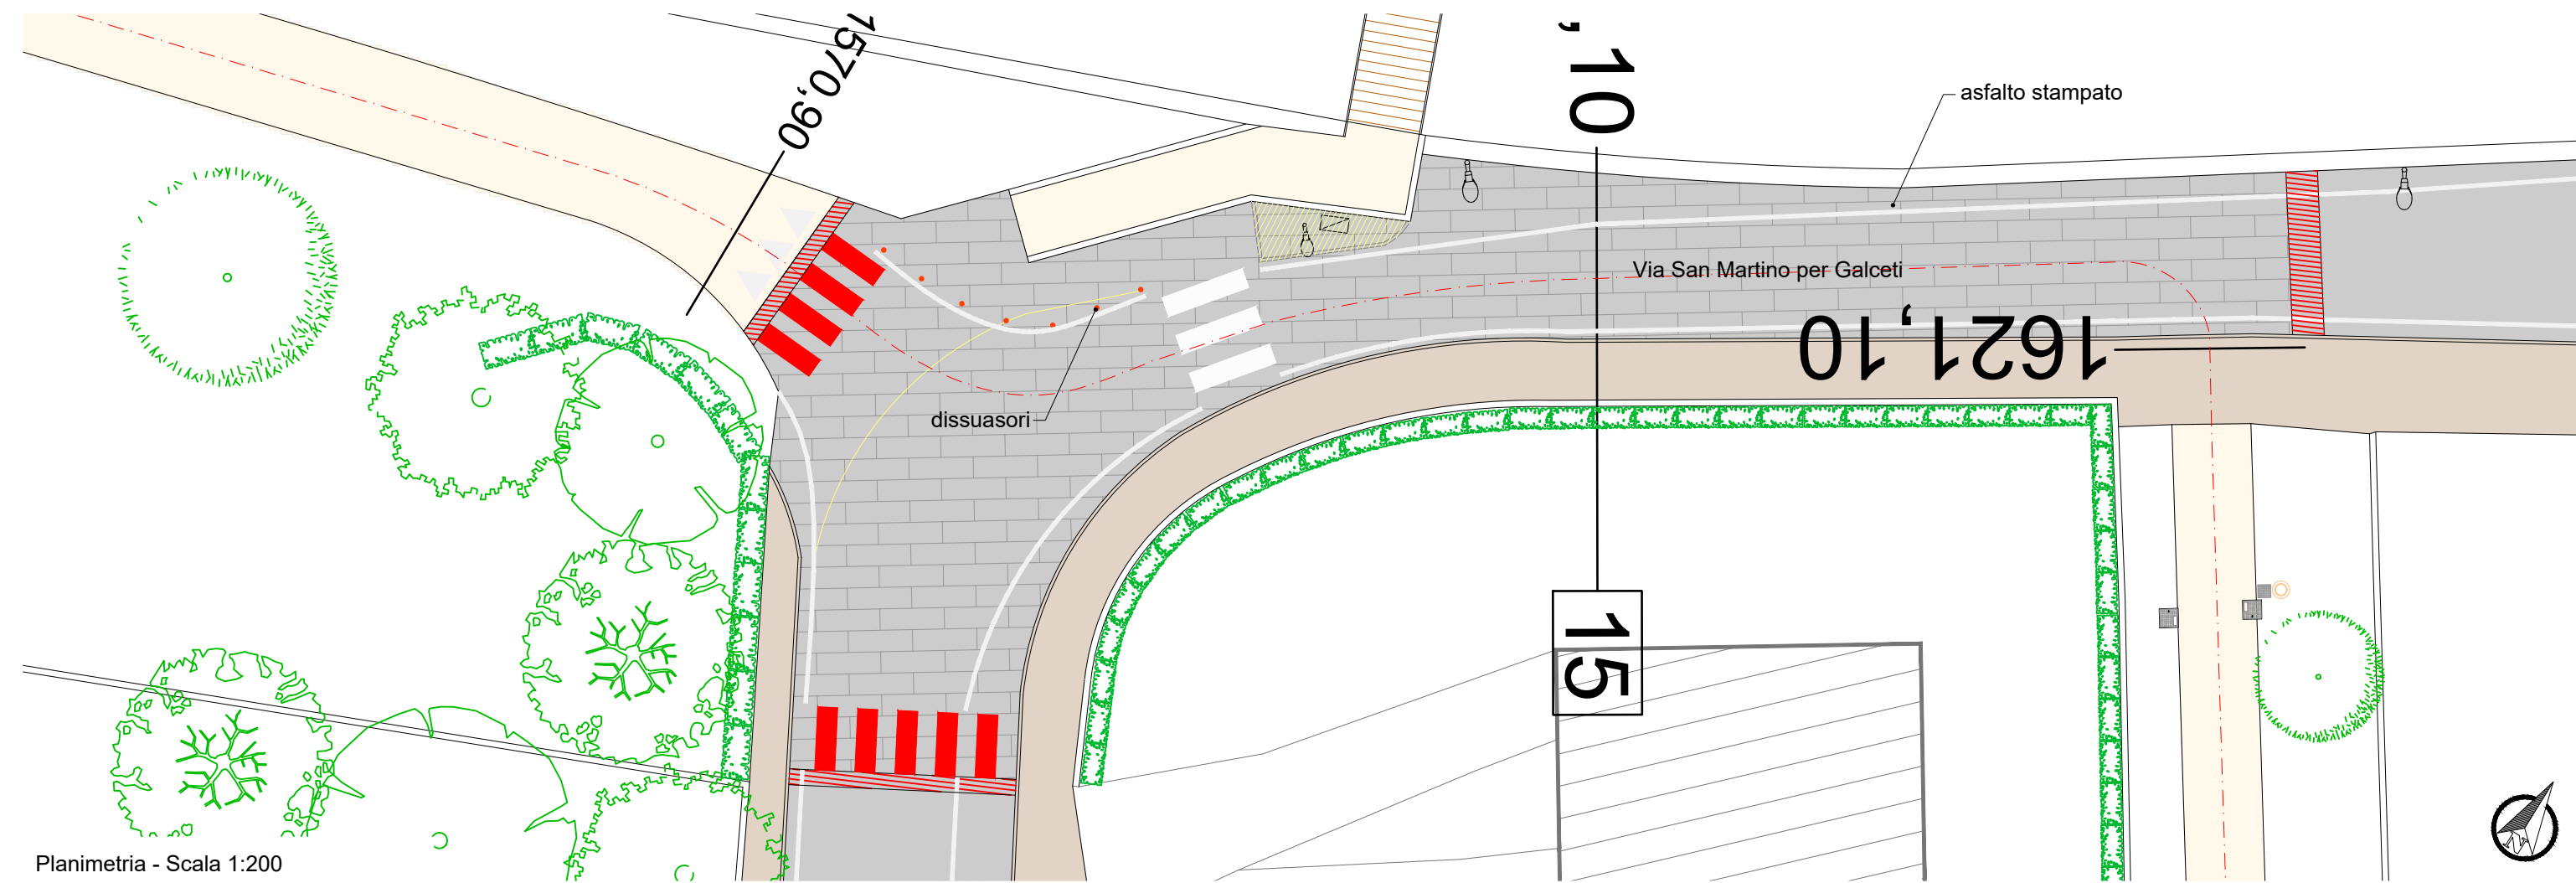 1570,90
,10
asfalto stampato
Via San Martino per Galceti
1621,10
dissuasori
15
Planimetria - Scala 1:200
N